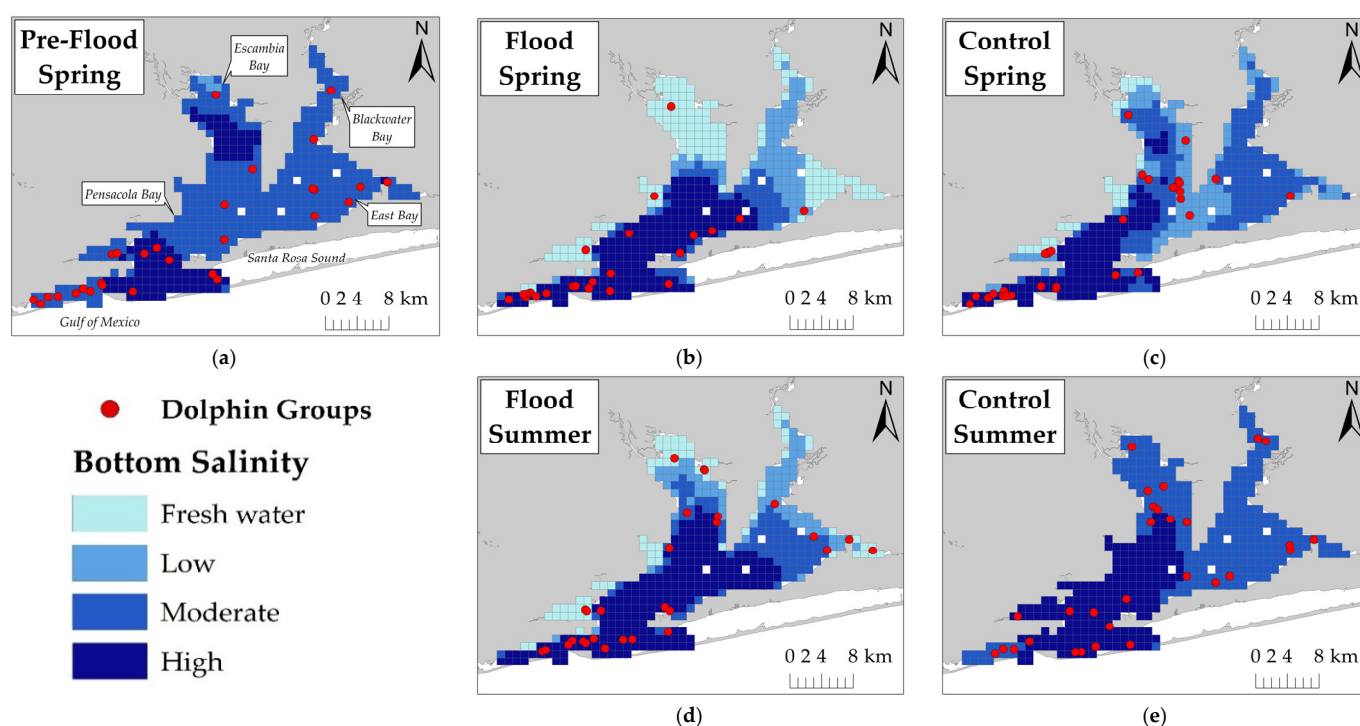 Pre-Flood
Spring
Escambia
Bay
N
Blackwater
Bay
Pensacola Bay
East Bay
Santa Rosa Sound
Gulf of Mexico
0 2 4 8 km
(a)
Flood
Spring
N
0 2 4 8 km
(b)
Control
Spring
N
0 2 4 8 km
(c)
Dolphin Groups
Bottom Salinity
Fresh water
Low
Moderate
High
Flood
Summer
N
0 2 4 8 km
(d)
Control
Summer
N
0 2 4 8 km
(e)